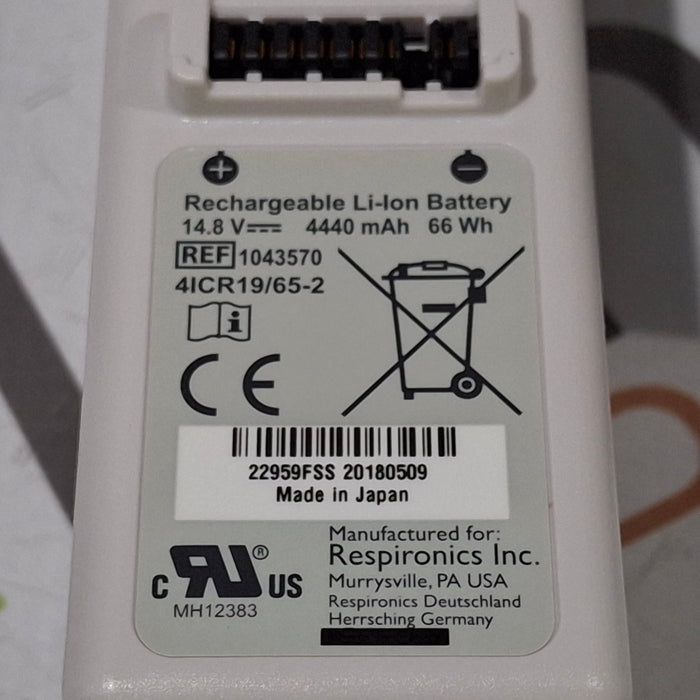 + −
Rechargeable Li-Ion Battery
14.8 V⎓ 4440 mAh 66 Wh
REF 1043570
4ICR19/65-2
i
CE
22959FSS 20180509
Made in Japan
Manufactured for:
Respironics Inc.
Murrysville, PA USA
Respironics Deutschland
Herrsching Germany
c RU ® US
MH12383